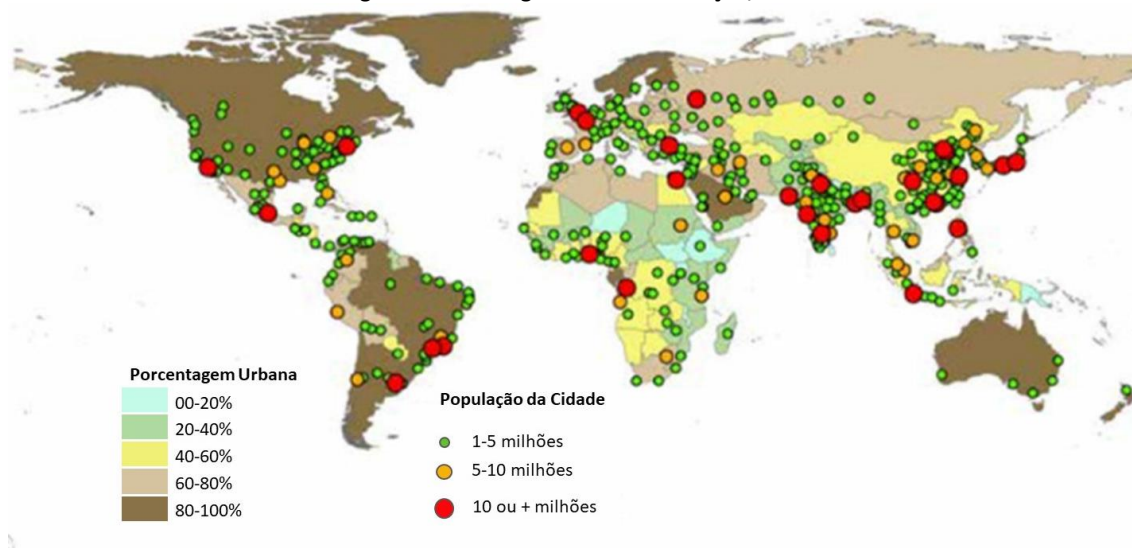 Porcentagem Urbana
00-20%
20-40%
40-60%
60-80%
80-100%
População da Cidade
1-5 milhões
5-10 milhões
10 ou + milhões